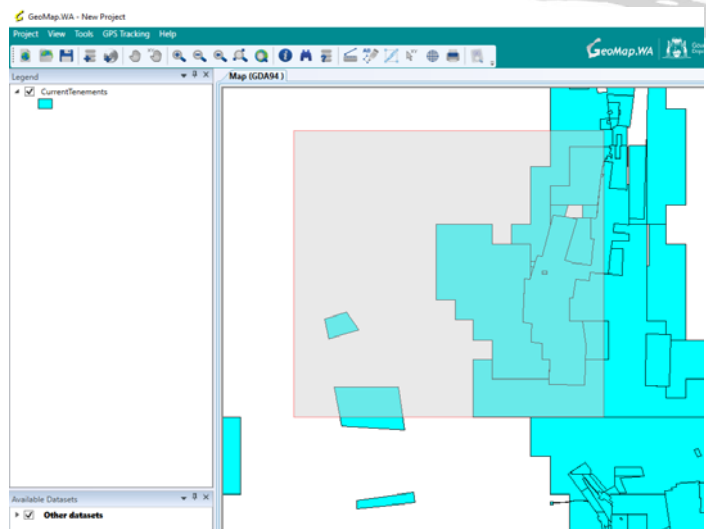 GeoMap.WA - New Project
Project View Tools GPS Tracking Help
GEOMAP.WA
Legend
Map (GDA94 )
CurrentTenements
Available Datasets
Other datasets